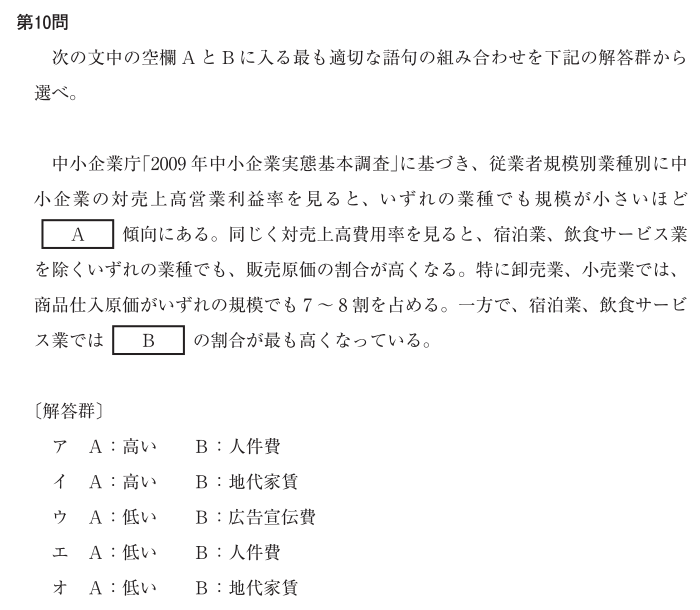 第10問
次の文中の空欄AとBに入る最も適切な語句の組み合わせを下記の解答群から
選べ。
中小企業庁「2009年中小企業実態基本調査」に基づき、従業者規模別業種別に中
小企業の対売上高営業利益率を見ると、いずれの業種でも規模が小さいほど
A 傾向にある。同じく対売上高費用率を見ると、宿泊業、飲食サービス業
を除くいずれの業種でも、販売原価の割合が高くなる。特に卸売業、小売業では、
商品仕入原価がいずれの規模でも7～8割を占める。一方で、宿泊業、飲食サービ
ス業では B の割合が最も高くなっている。
〔解答群〕
ア A：高い B：人件費
イ A：高い B：地代家賃
ウ A：低い B：広告宣伝費
エ A：低い B：人件費
オ A：低い B：地代家賃